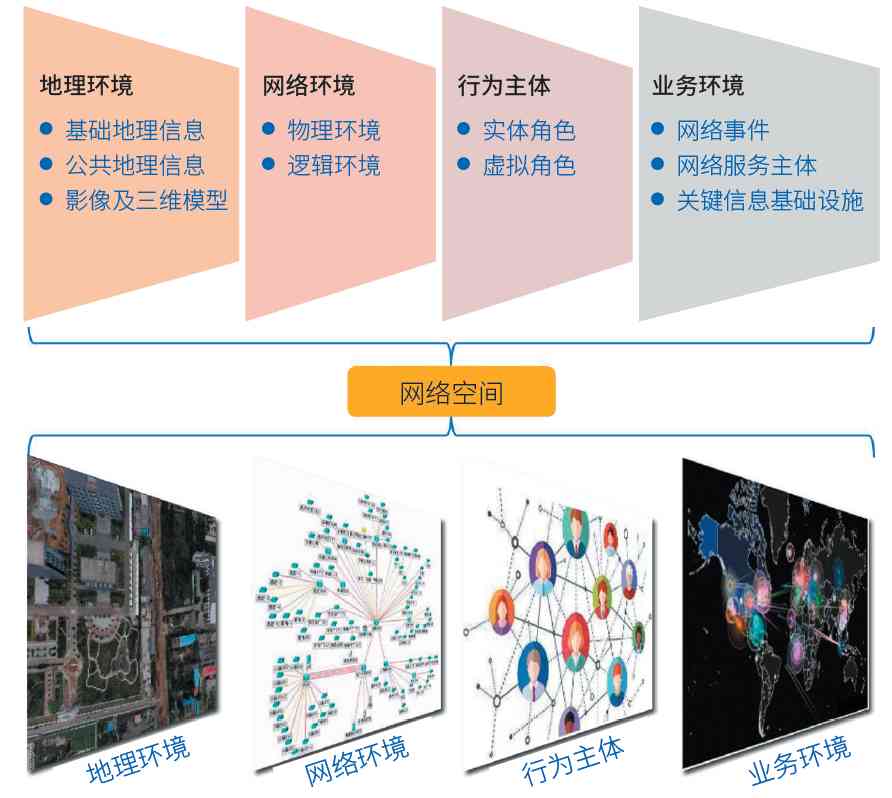 地理环境
基础地理信息
公共地理信息
影像及三维模型
网络环境
物理环境
逻辑环境
行为主体
实体角色
虚拟角色
业务环境
网络事件
网络服务主体
关键信息基础设施
网络空间
地理环境
网络环境
行为主体
业务环境